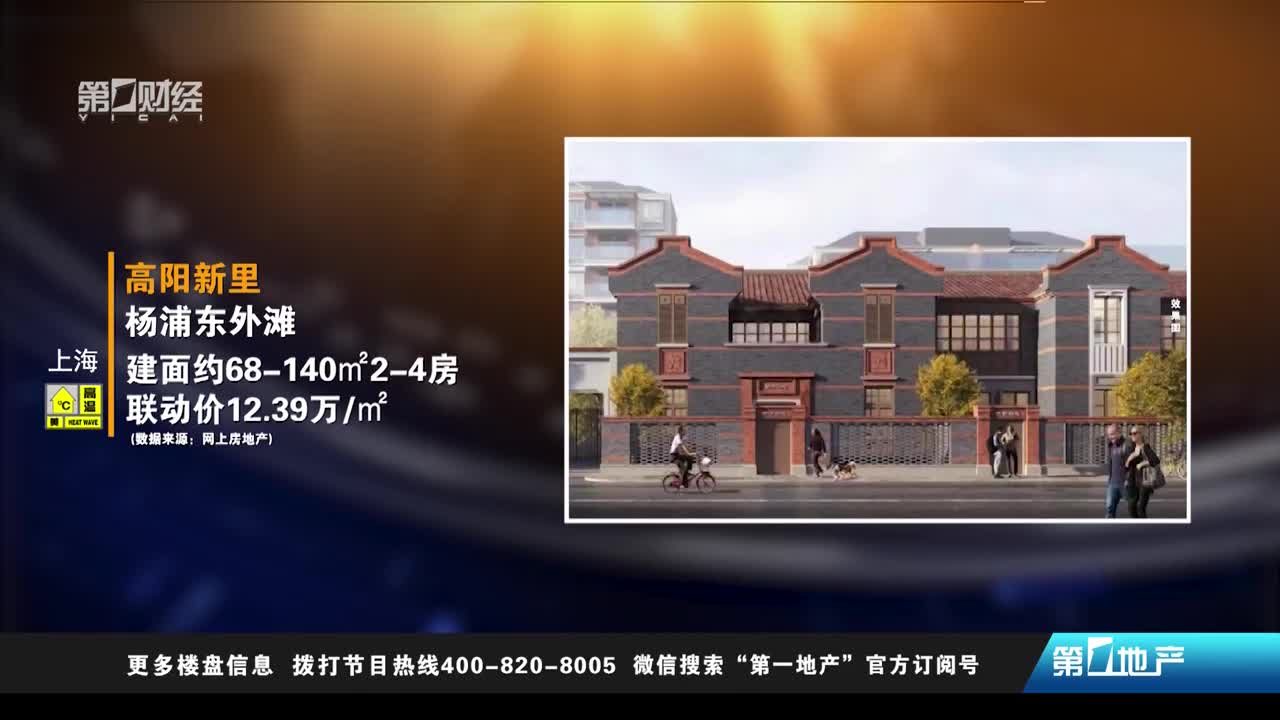 第一财经
YICAI
高阳新里
杨浦东外滩
建面约68-140㎡2-4房
联动价12.39万/㎡
(数据来源：网上房地产)
上海
℃
高温
黄 HEAT WAVE
效果图
更多楼盘信息 拨打节目热线400-820-8005 微信搜索“第一地产”官方订阅号
第一地产